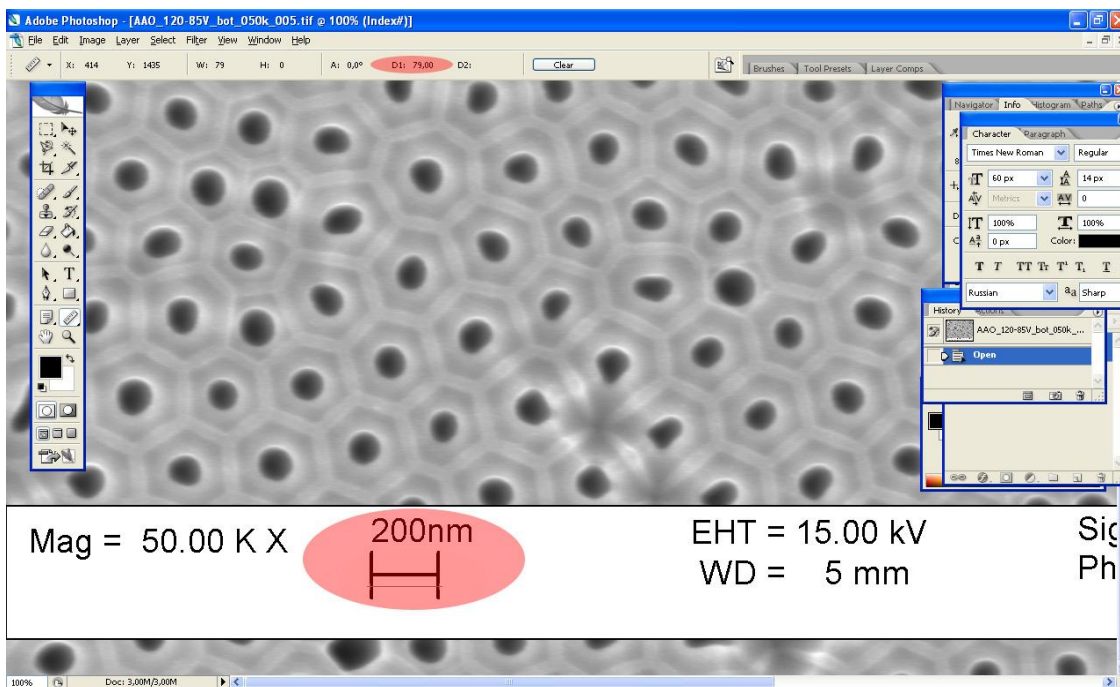 Adobe Photoshop - [AAO_120-85V_bot_050k_005.tif @ 100% (Index#)]
File Edit Image Layer Select Filter View Window Help
X: 414 Y: 1435 W: 79 H: 0 A: 0,0° D1: 79,00 D2: Clear Brushes Tool Presets Layer Comps
Navigator Info Histogram Paths
Character Paragraph
Times New Roman Regular
60 px 14 px
Metrics 0
100% 100%
0 px Color:
T T TT Tr T¹ T, T
Russian aa Sharp
History Actions
AAO_120-85V_bot_050k_...
Open
Mag = 50.00 K X 200nm EHT = 15.00 kV Sig
WD = 5 mm Ph
100% Doc: 3,00M/3,00M